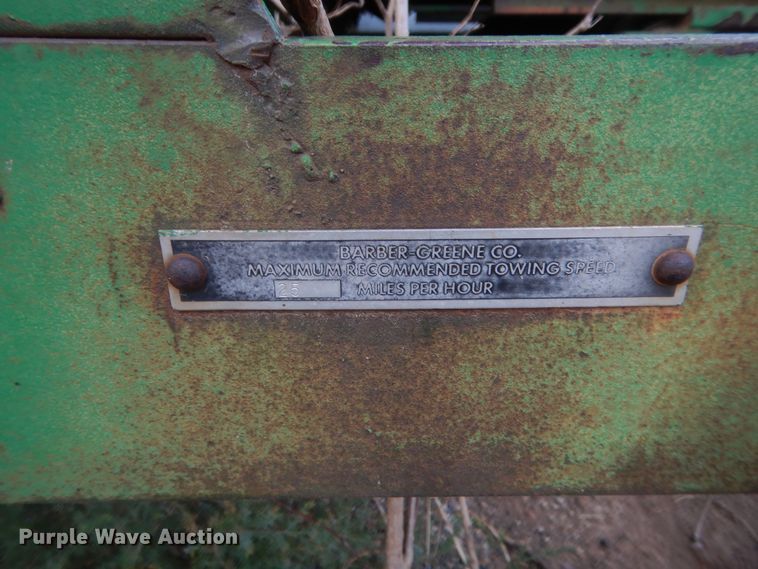 BARBER-GREENE CO.
MAXIMUM RECOMMENDED TOWING SPEED
25 MILES PER HOUR
Purple Wave Auction